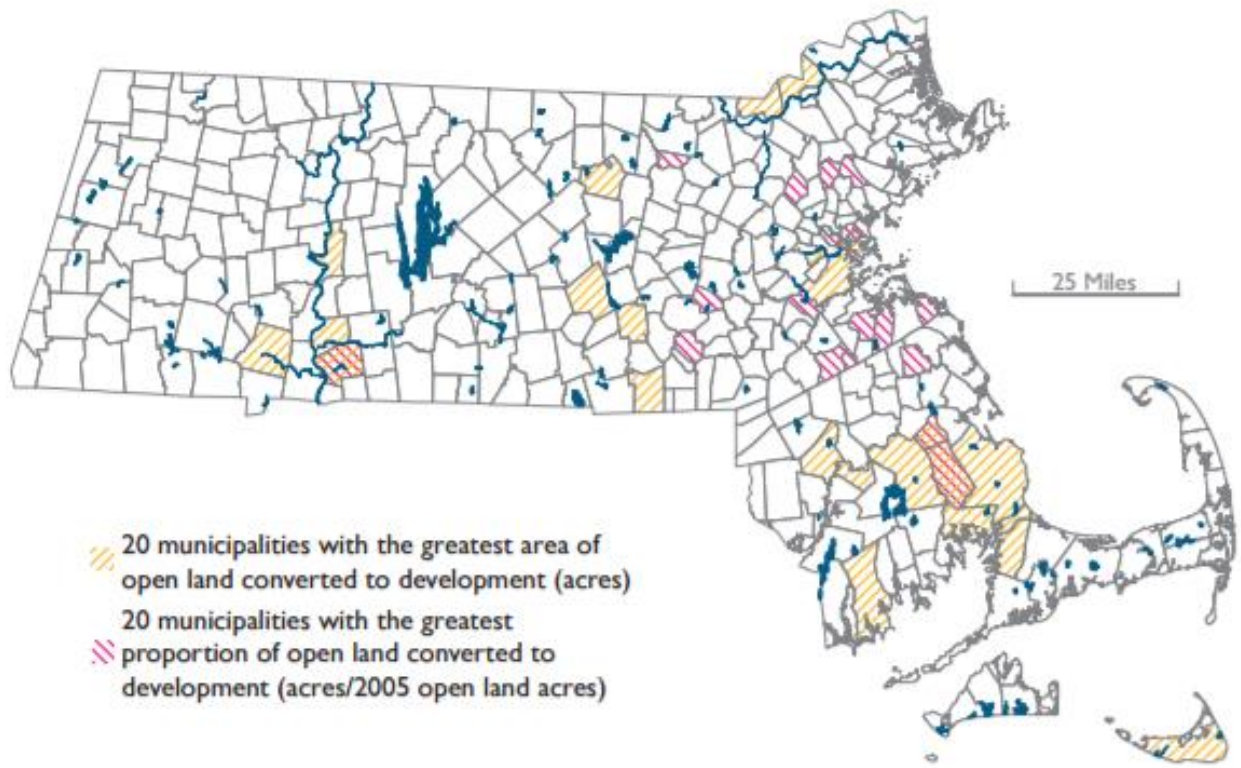 25 Miles
20 municipalities with the greatest area of
open land converted to development (acres)
20 municipalities with the greatest
proportion of open land converted to
development (acres/2005 open land acres)